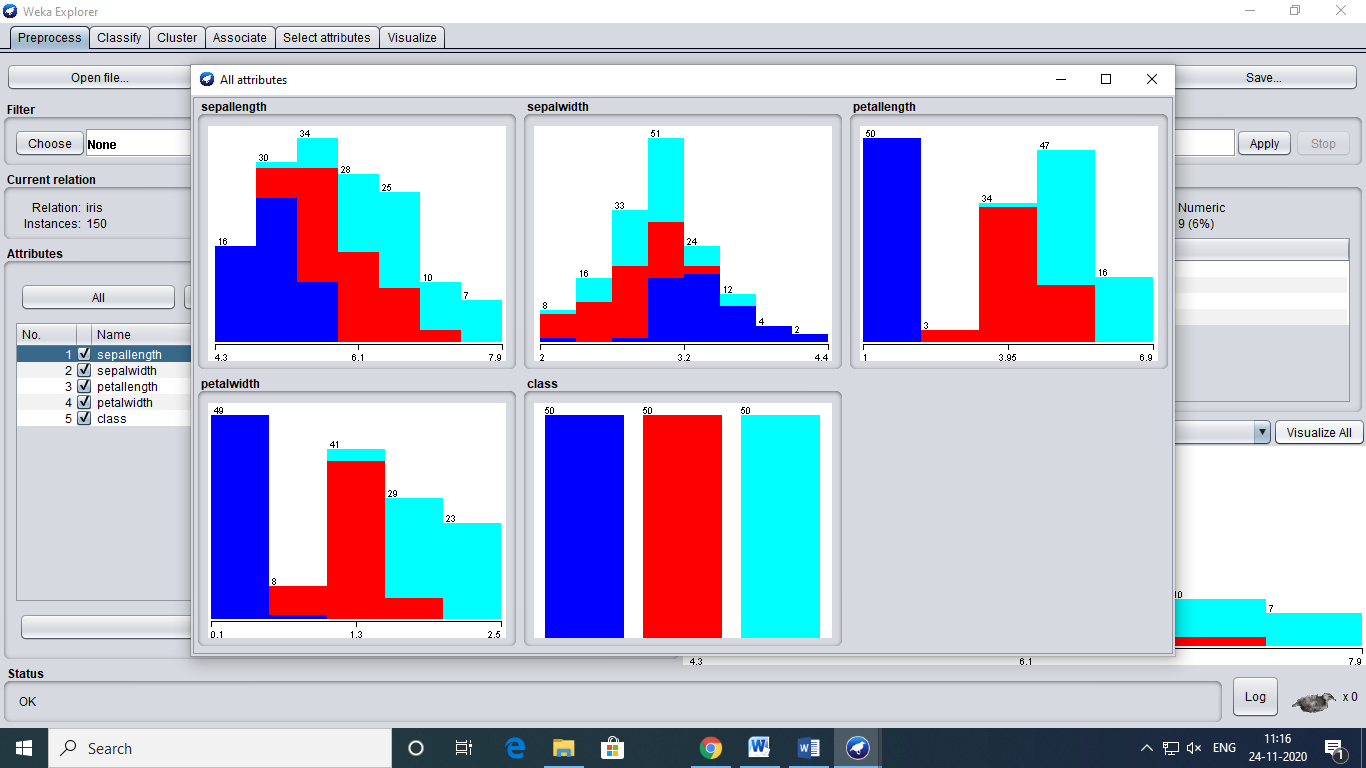 Weka Explorer
Preprocess Classify Cluster Associate Select attributes Visualize
Open file...
Save...
All attributes
Filter
Choose None
Apply Stop
Current relation
Relation: iris
Instances: 150
Numeric
9 (6%)
Attributes
All
No. Name
1 sepallength
2 sepalwidth
3 petallength
4 petalwidth
5 class
sepallength
16 30 34 28 25 10 7
4.3 6.1 7.9
sepalwidth
8 16 33 51 24 12 4 2
2 3.2 4.4
petallength
50 3 34 47 16
1 3.95 6.9
petalwidth
49 8 41 29 23
0.1 1.3 2.5
class
50 50 50
Visualize All
10 7
4.3 6.1 7.9
Status
OK
Log
x 0
Search
ENG
11:16
24-11-2020
1